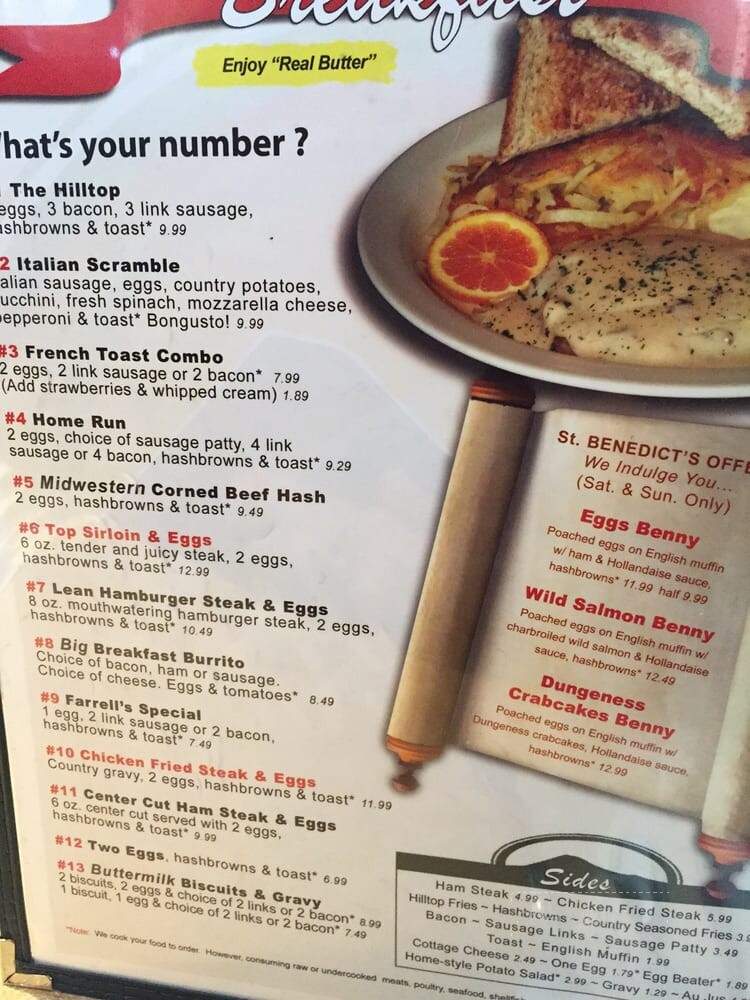 Breakfast
Enjoy "Real Butter"
hat's your number ?
The Hilltop
eggs, 3 bacon, 3 link sausage,
ashbrowns & toast* 9.99
2 Italian Scramble
alian sausage, eggs, country potatoes,
ucchini, fresh spinach, mozzarella cheese,
epperoni & toast* Bongusto! 9.99
#3 French Toast Combo
2 eggs, 2 link sausage or 2 bacon* 7.99
(Add strawberries & whipped cream) 1.89
#4 Home Run
2 eggs, choice of sausage patty, 4 link
sausage or 4 bacon, hashbrowns & toast* 9.29
#5 Midwestern Corned Beef Hash
2 eggs, hashbrowns & toast* 9.49
#6 Top Sirloin & Eggs
6 oz. tender and juicy steak, 2 eggs,
hashbrowns & toast* 12.99
#7 Lean Hamburger Steak & Eggs
8 oz. mouthwatering hamburger steak, 2 eggs,
hashbrowns & toast* 10.49
#8 Big Breakfast Burrito
Choice of bacon, ham or sausage.
Choice of cheese. Eggs & tomatoes* 8.49
#9 Farrell's Special
1 egg, 2 link sausage or 2 bacon,
hashbrowns & toast* 7.49
#10 Chicken Fried Steak & Eggs
Country gravy, 2 eggs, hashbrowns & toast* 11.99
#11 Center Cut Ham Steak & Eggs
6 oz. center cut served with 2 eggs,
hashbrowns & toast* 9.99
#12 Two Eggs, hashbrowns & toast* 6.99
#13 Buttermilk Biscuits & Gravy
2 biscuits, 2 eggs & choice of 2 links or 2 bacon* 8.99
1 biscuit, 1 egg & choice of 2 links or 2 bacon* 7.49
*Note: We cook your food to order. However, consuming raw or undercooked meats, poultry, seafood,
St. BENEDICT'S OFFE
We Indulge You...
(Sat. & Sun. Only)
Eggs Benny
Poached eggs on English muffin
w/ ham & Hollandaise sauce,
hashbrowns* 11.99 half 9.99
Wild Salmon Benny
Poached eggs on English muffin w/
charbroiled wild salmon & Hollandaise
sauce, hashbrowns* 12.49
Dungeness
Crabcakes Benny
Poached eggs on English muffin w/
Dungeness crabcakes, Hollandaise sauce,
hashbrowns* 12.99
Sides
Ham Steak 4.99 ~ Chicken Fried Steak 5.99
Hilltop Fries ~ Hashbrowns ~ Country Seasoned Fries 3.9
Bacon ~ Sausage Links ~ Sausage Patty 3.49
Toast ~ English Muffin 1.99
Cottage Cheese 2.49 ~ One Egg 1.79* Egg Beater* 1.89
Home-style Potato Salad* 2.99 ~ Gravy 1.29 ~ Au Jus